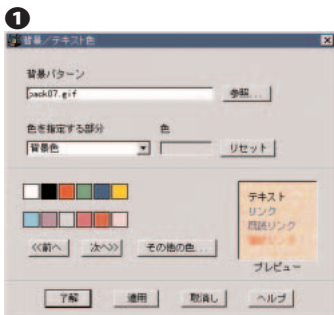 ❶
背景／テキスト色
背景パターン
pack07.gif
参照...
色を指定する部分 色
背景色
リセット
テキスト
リンク
既読リンク
<<前へ 次へ>> その他の色...
プレビュー
了解 適用 取消し ヘルプ